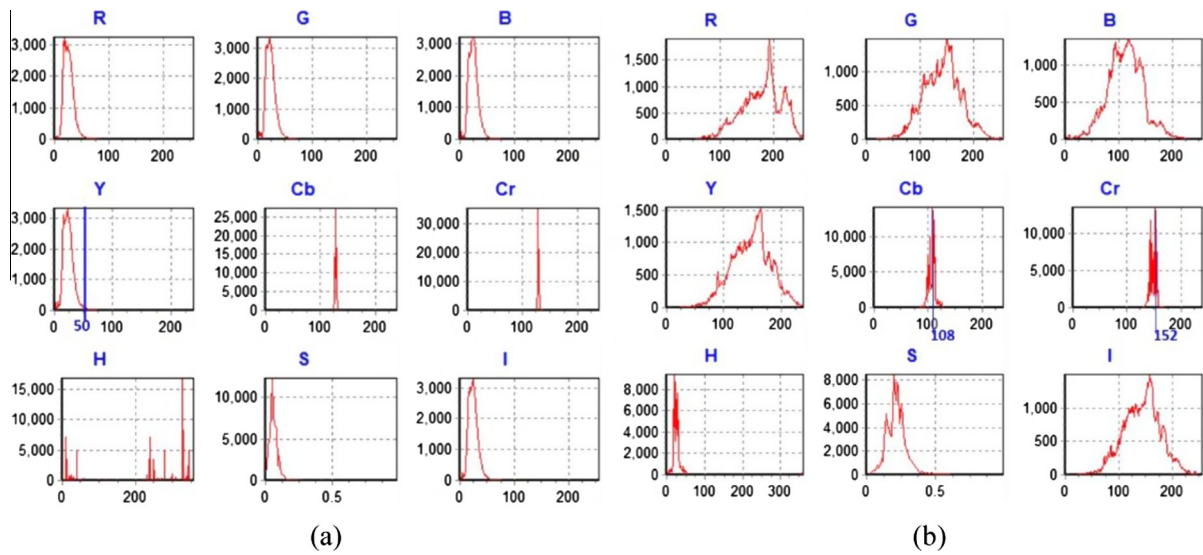 R G B R G B
3,000 3,000 3,000 1,500 1,000 1,000
2,000 2,000 2,000 1,000 500 500
1,000 1,000 1,000 500
0 0 0 0 0 0
0 100 200 0 100 200 0 100 200 0 100 200 0 100 200 0 100 200
Y Cb Cr Y Cb Cr
3,000 25,000 30,000 1,500 10,000 10,000
2,000 20,000 20,000 1,000 5,000 5,000
1,000 15,000 10,000 500 0 0
0 10,000 0 0
5,000
0
0 100 200 0 100 200 0 100 200 0 100 200 0 100 200 0 100 200
50 108 152
H S I H S I
15,000 10,000 3,000 8,000 8,000 1,000
10,000 5,000 2,000 6,000 6,000 500
5,000 0 1,000 4,000 4,000 0
0 0 2,000 2,000
0 0
0 100 200 300 0 0.5 0 100 200 0 100 200 300 0 0.5 0 100 200
(a) (b)